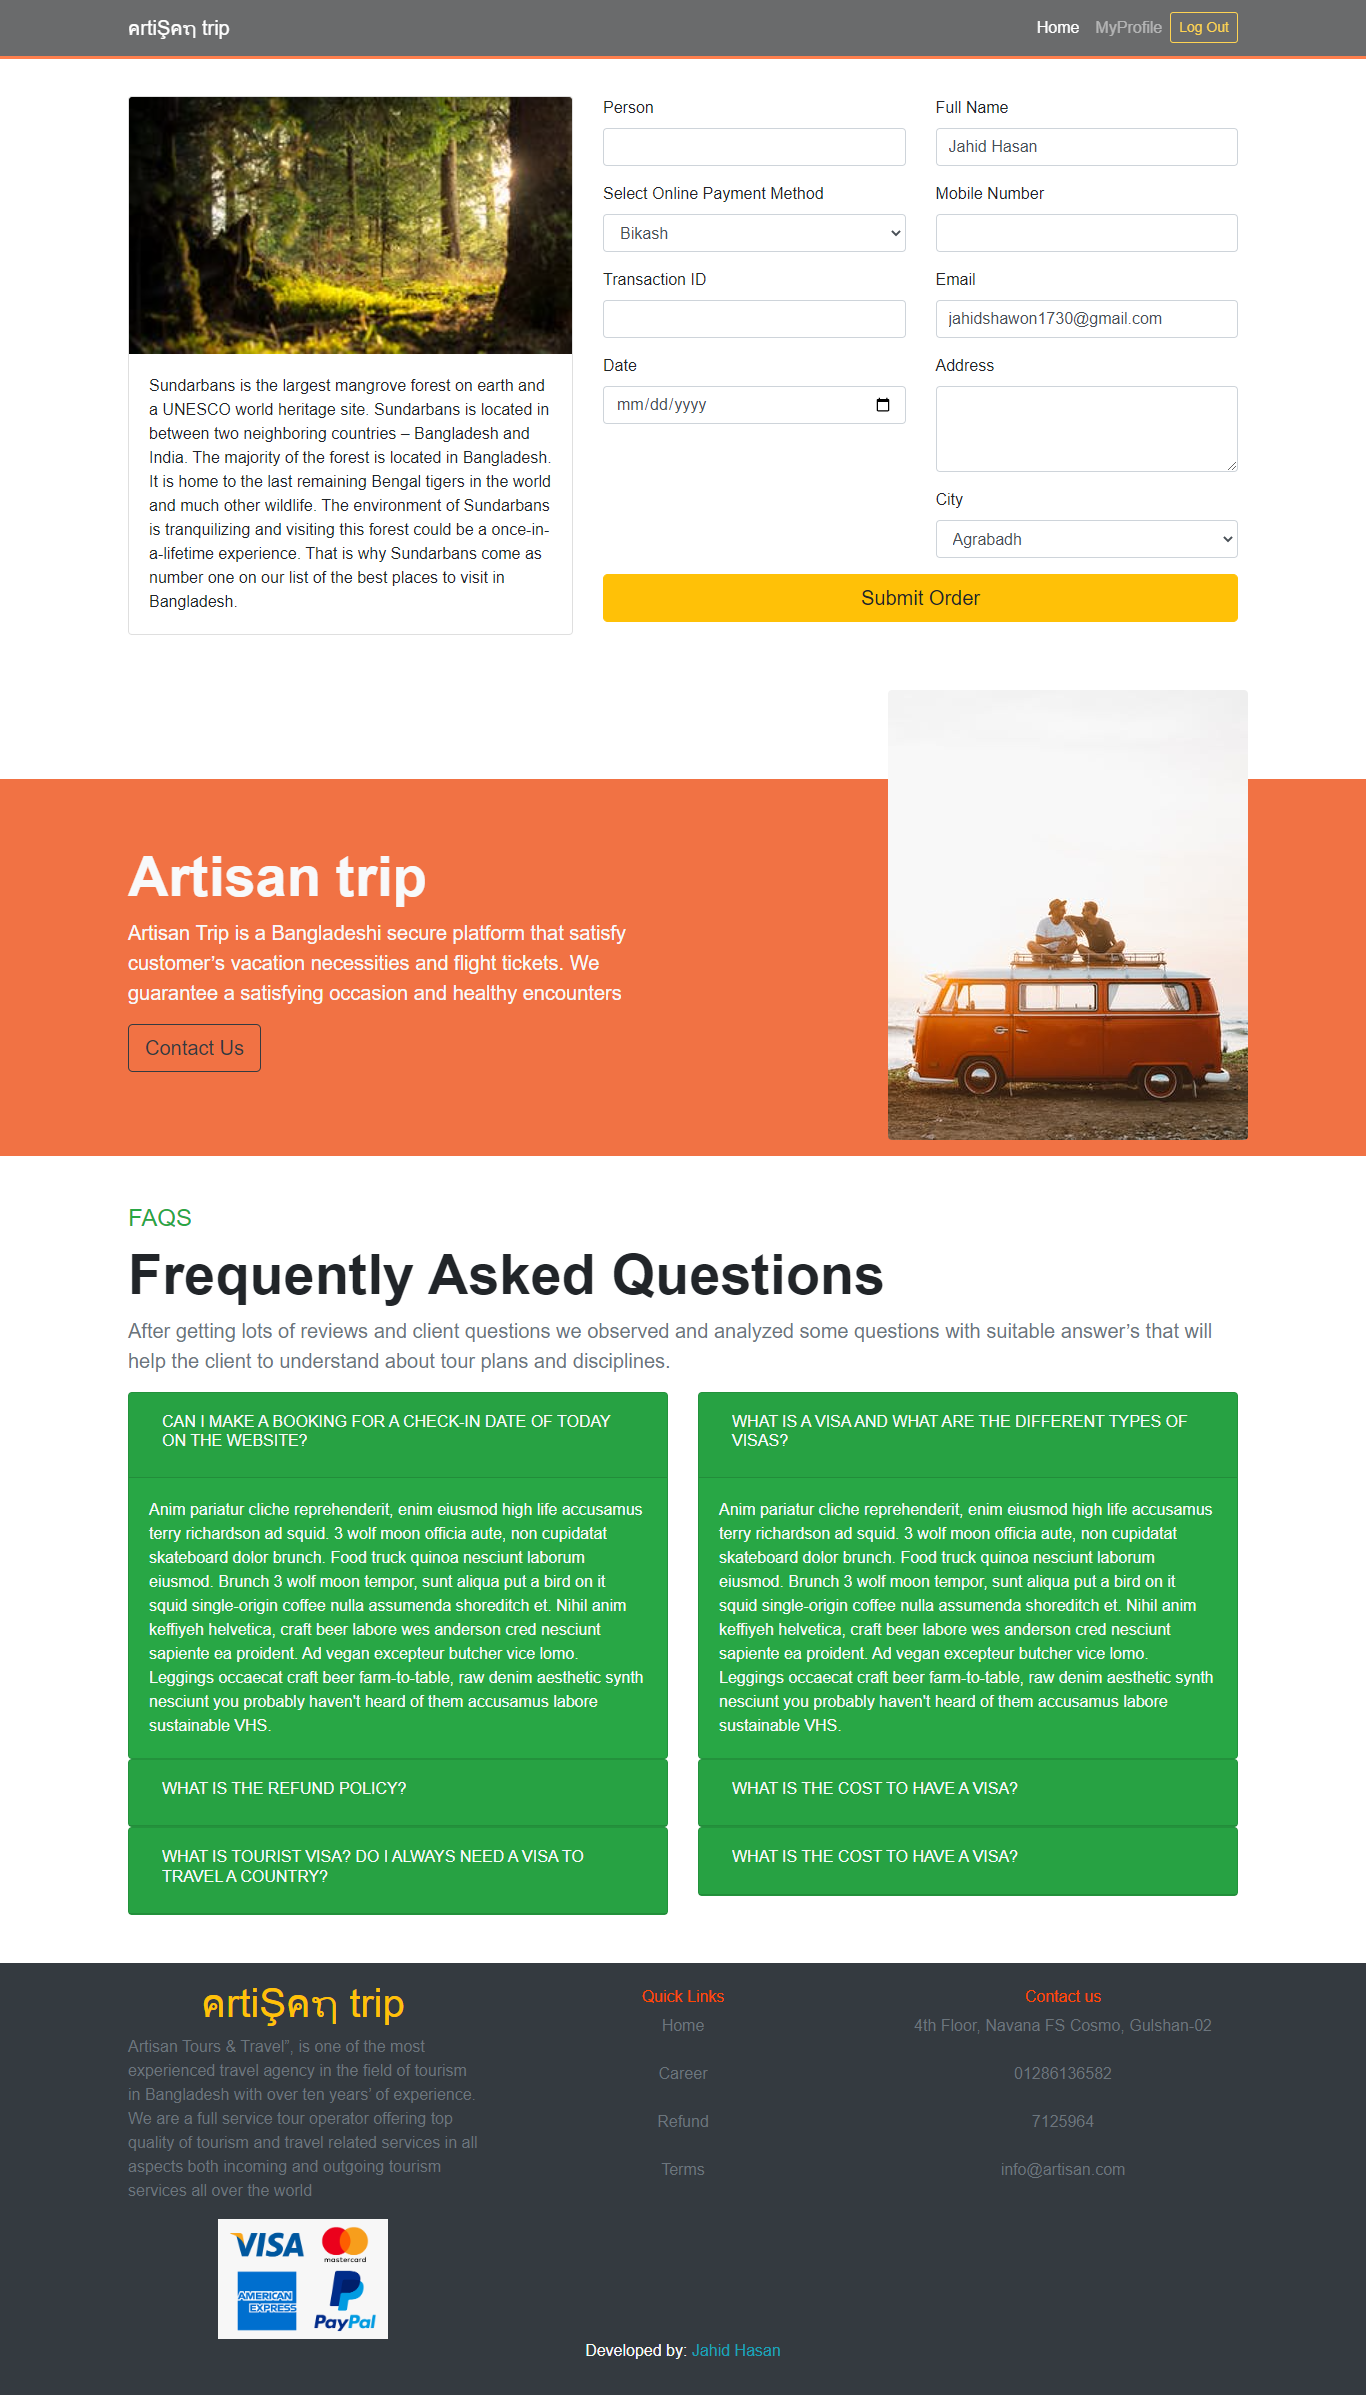 คrtiŞคຖ trip
Home MyProfile Log Out
Person
Full Name
Jahid Hasan
Select Online Payment Method
Mobile Number
Bikash
Transaction ID
Email
jahidshawon1730@gmail.com
Date
Address
mm/dd/yyyy
City
Agrabadh
Submit Order
Sundarbans is the largest mangrove forest on earth and
a UNESCO world heritage site. Sundarbans is located in
between two neighboring countries – Bangladesh and
India. The majority of the forest is located in Bangladesh.
It is home to the last remaining Bengal tigers in the world
and much other wildlife. The environment of Sundarbans
is tranquilizing and visiting this forest could be a once-in-
a-lifetime experience. That is why Sundarbans come as
number one on our list of the best places to visit in
Bangladesh.
Artisan trip
Artisan Trip is a Bangladeshi secure platform that satisfy
customer’s vacation necessities and flight tickets. We
guarantee a satisfying occasion and healthy encounters
Contact Us
FAQS
Frequently Asked Questions
After getting lots of reviews and client questions we observed and analyzed some questions with suitable answer’s that will
help the client to understand about tour plans and disciplines.
CAN I MAKE A BOOKING FOR A CHECK-IN DATE OF TODAY
ON THE WEBSITE?
Anim pariatur cliche reprehenderit, enim eiusmod high life accusamus
terry richardson ad squid. 3 wolf moon officia aute, non cupidatat
skateboard dolor brunch. Food truck quinoa nesciunt laborum
eiusmod. Brunch 3 wolf moon tempor, sunt aliqua put a bird on it
squid single-origin coffee nulla assumenda shoreditch et. Nihil anim
keffiyeh helvetica, craft beer labore wes anderson cred nesciunt
sapiente ea proident. Ad vegan excepteur butcher vice lomo.
Leggings occaecat craft beer farm-to-table, raw denim aesthetic synth
nesciunt you probably haven't heard of them accusamus labore
sustainable VHS.
WHAT IS THE REFUND POLICY?
WHAT IS TOURIST VISA? DO I ALWAYS NEED A VISA TO
TRAVEL A COUNTRY?
WHAT IS A VISA AND WHAT ARE THE DIFFERENT TYPES OF
VISAS?
Anim pariatur cliche reprehenderit, enim eiusmod high life accusamus
terry richardson ad squid. 3 wolf moon officia aute, non cupidatat
skateboard dolor brunch. Food truck quinoa nesciunt laborum
eiusmod. Brunch 3 wolf moon tempor, sunt aliqua put a bird on it
squid single-origin coffee nulla assumenda shoreditch et. Nihil anim
keffiyeh helvetica, craft beer labore wes anderson cred nesciunt
sapiente ea proident. Ad vegan excepteur butcher vice lomo.
Leggings occaecat craft beer farm-to-table, raw denim aesthetic synth
nesciunt you probably haven't heard of them accusamus labore
sustainable VHS.
WHAT IS THE COST TO HAVE A VISA?
WHAT IS THE COST TO HAVE A VISA?
คrtiŞคຖ trip
Artisan Tours & Travel”, is one of the most
experienced travel agency in the field of tourism
in Bangladesh with over ten years’ of experience.
We are a full service tour operator offering top
quality of tourism and travel related services in all
aspects both incoming and outgoing tourism
services all over the world
VISA
mastercard
AMERICAN
EXPRESS
PayPal
Quick Links
Home
Career
Refund
Terms
Contact us
4th Floor, Navana FS Cosmo, Gulshan-02
01286136582
7125964
info@artisan.com
Developed by: Jahid Hasan